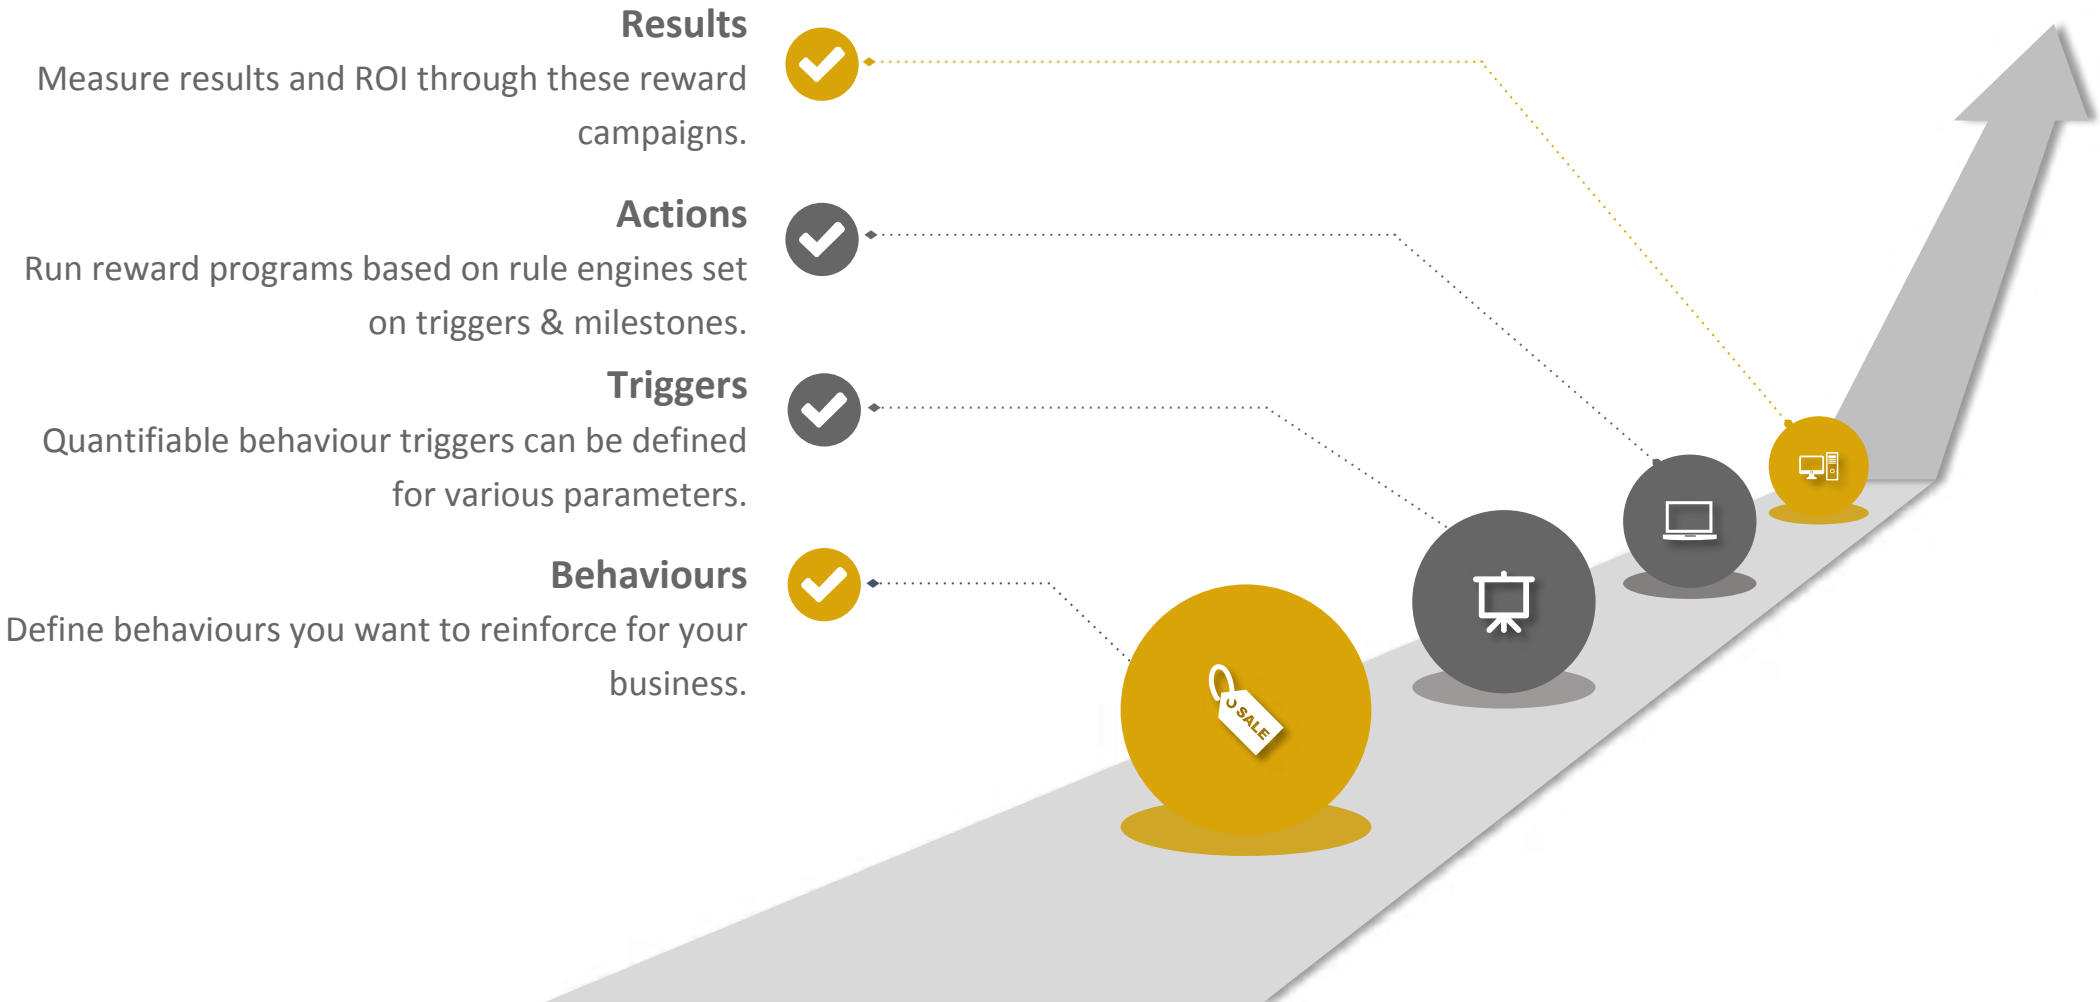 Results
Measure results and ROI through these reward
campaigns.
Actions
Run reward programs based on rule engines set
on triggers & milestones.
Triggers
Quantifiable behaviour triggers can be defined
for various parameters.
Behaviours
Define behaviours you want to reinforce for your
business.
SALE